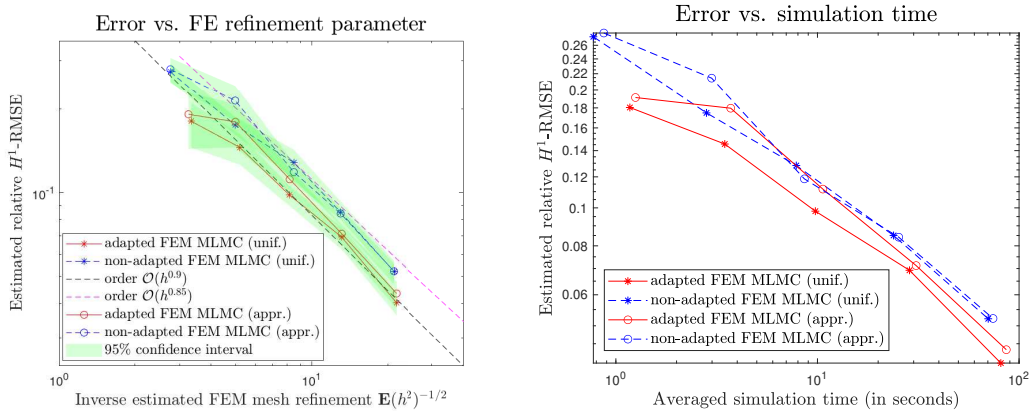 Error vs. FE refinement parameter
Estimated relative H¹-RMSE
10⁻¹
adapted FEM MLMC (unif.)
non-adapted FEM MLMC (unif.)
order O(h^0.9)
order O(h^0.85)
adapted FEM MLMC (appr.)
non-adapted FEM MLMC (appr.)
95% confidence interval
10⁰
10¹
Inverse estimated FEM mesh refinement E(h²)^−1/2
Error vs. simulation time
Estimated relative H¹-RMSE
0.26
0.24
0.22
0.2
0.18
0.16
0.14
0.12
0.1
0.08
0.06
adapted FEM MLMC (unif.)
non-adapted FEM MLMC (unif.)
adapted FEM MLMC (appr.)
non-adapted FEM MLMC (appr.)
10⁰
10¹
10²
Averaged simulation time (in seconds)